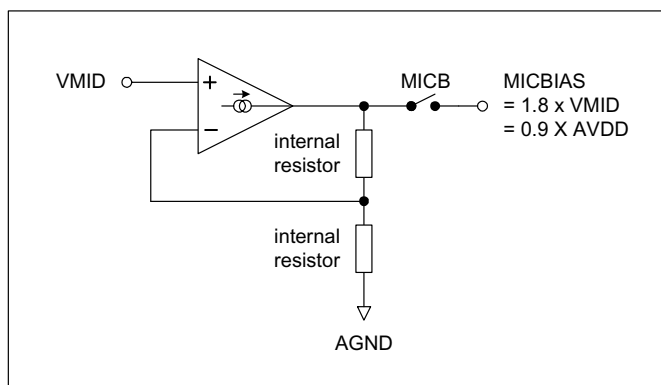 VMID
+
−
MICB
MICBIAS
= 1.8 x VMID
= 0.9 X AVDD
internal
resistor
internal
resistor
AGND